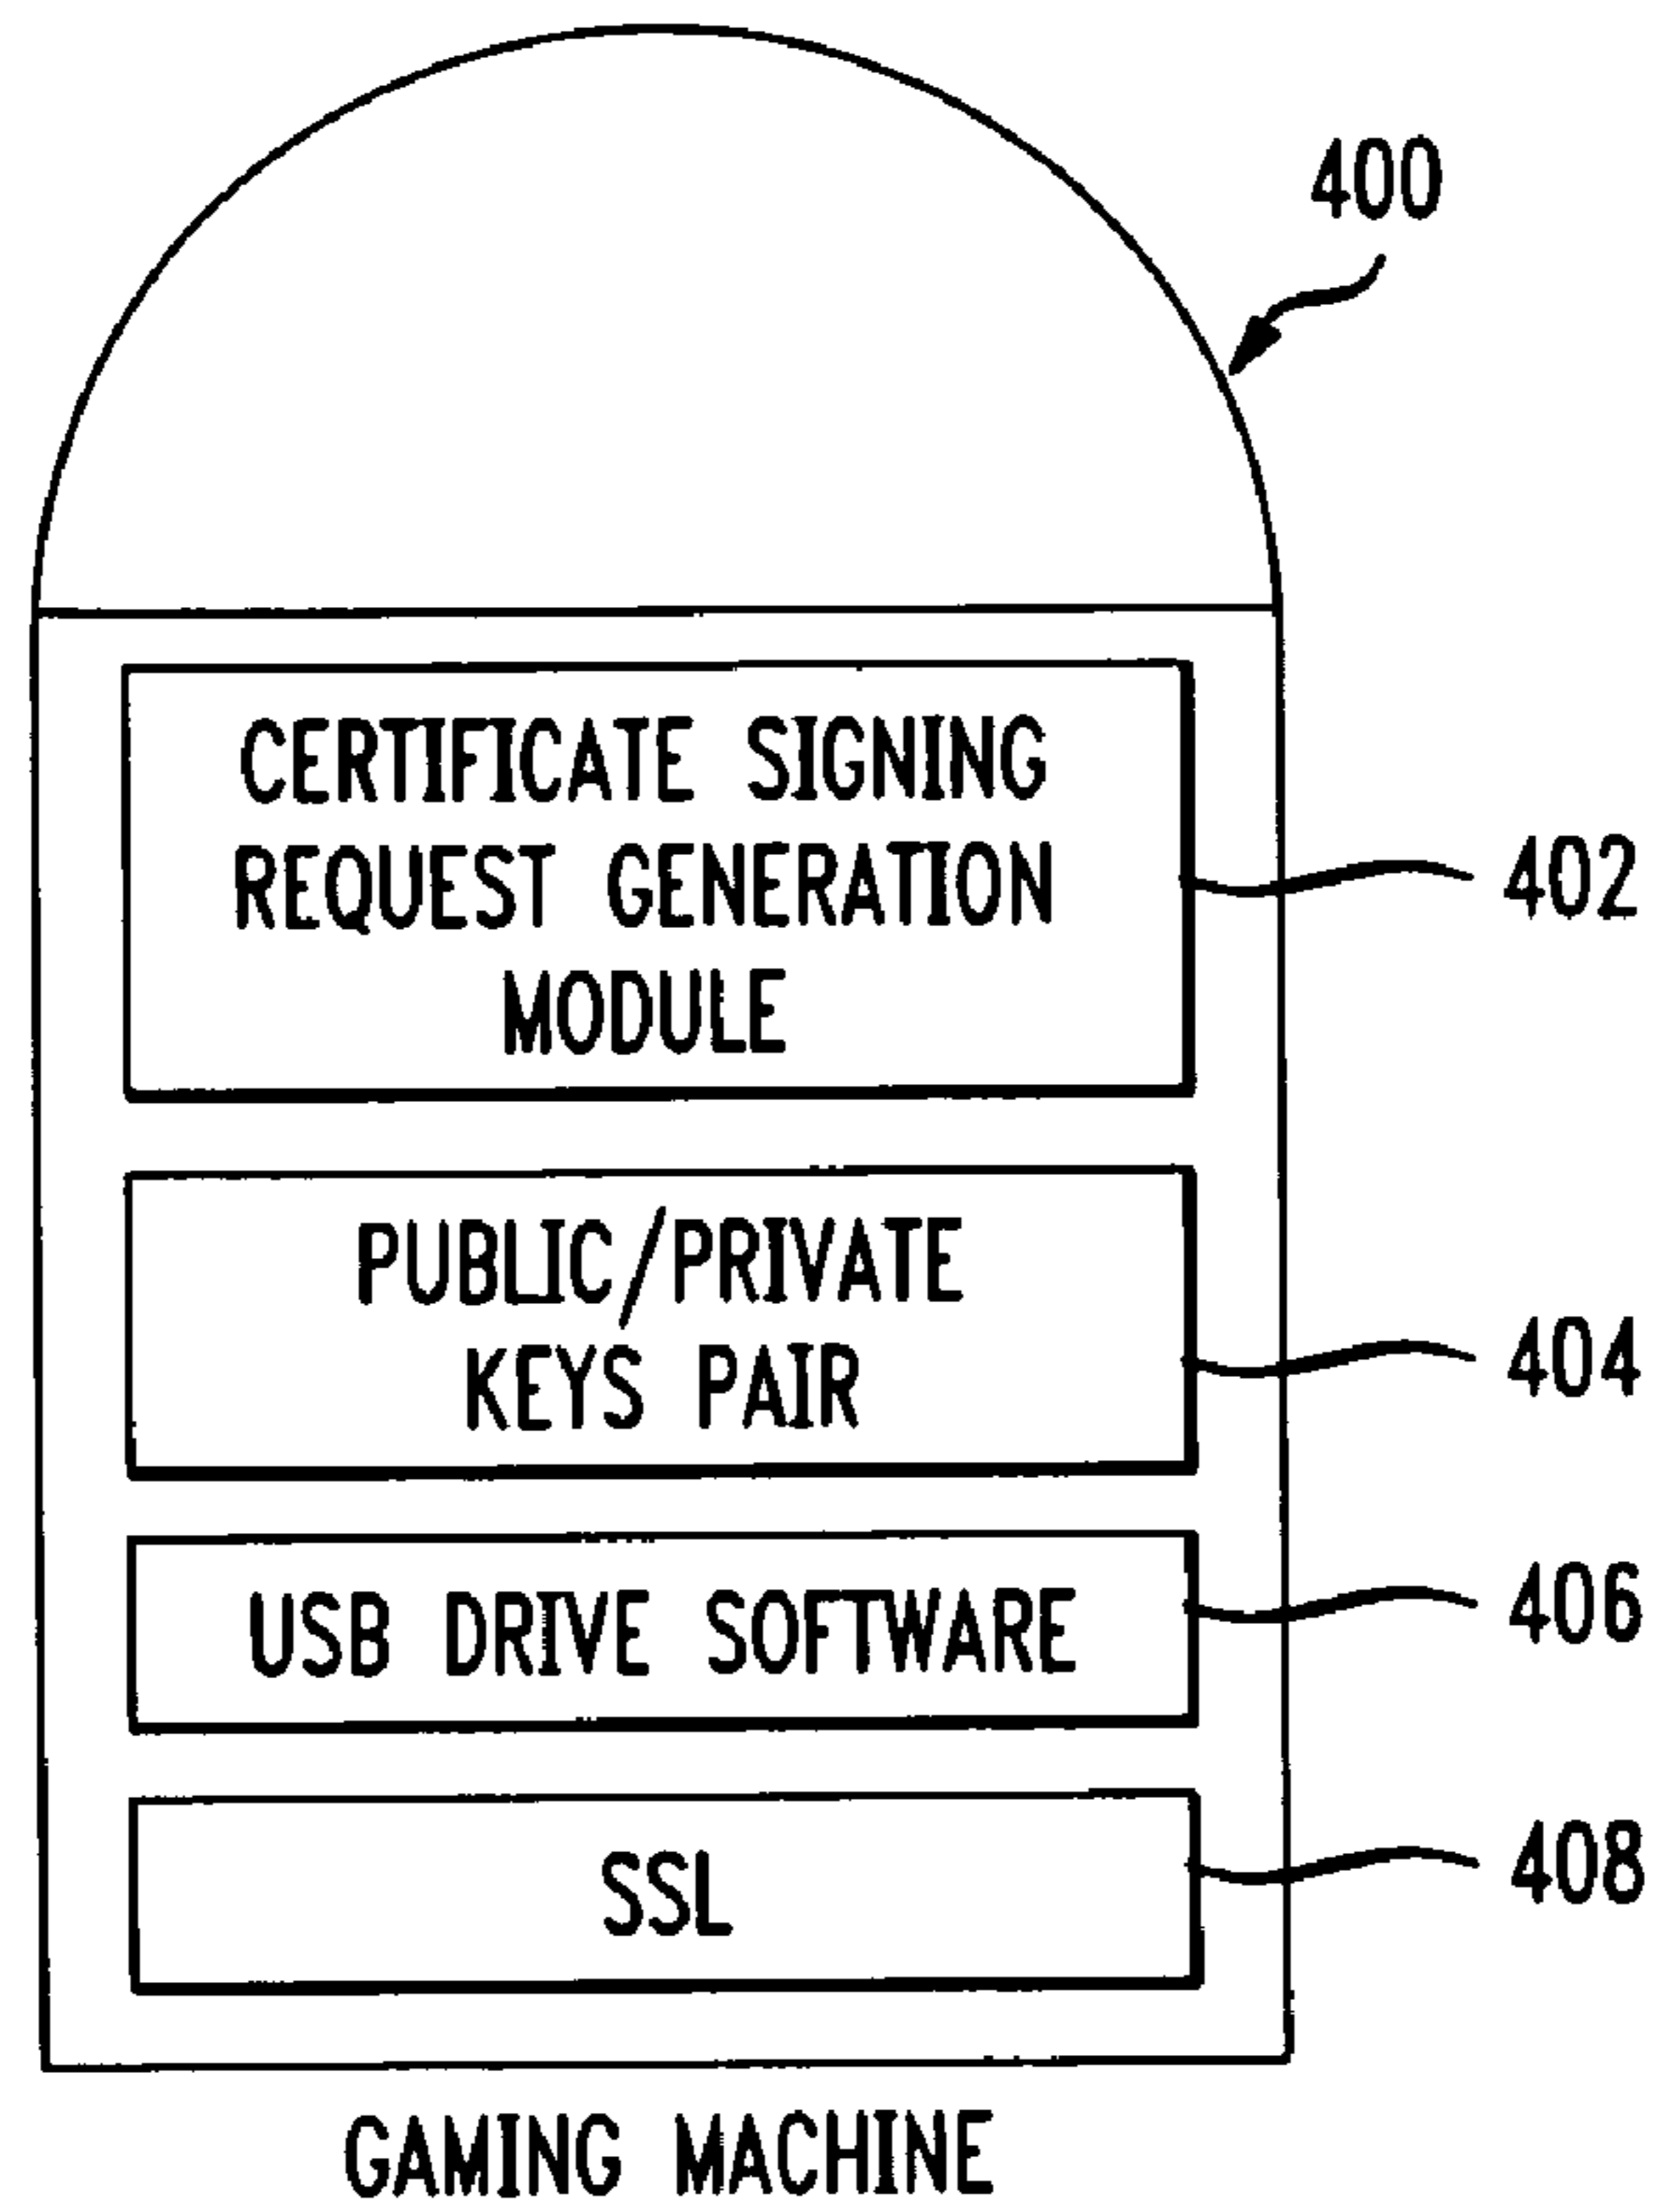 400
CERTIFICATE SIGNING
REQUEST GENERATION
MODULE
402
PUBLIC/PRIVATE
KEYS PAIR
404
USB DRIVE SOFTWARE
406
SSL
408
GAMING MACHINE